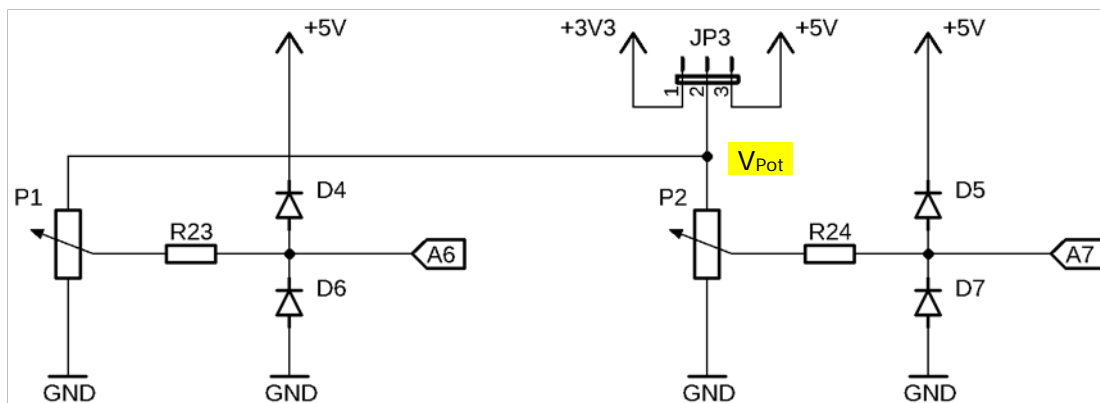 +5V
+3V3
JP3
+5V
+5V
1
2
3
VPot
P1
D4
P2
D5
R23
R24
A6
A7
D6
D7
GND
GND
GND
GND